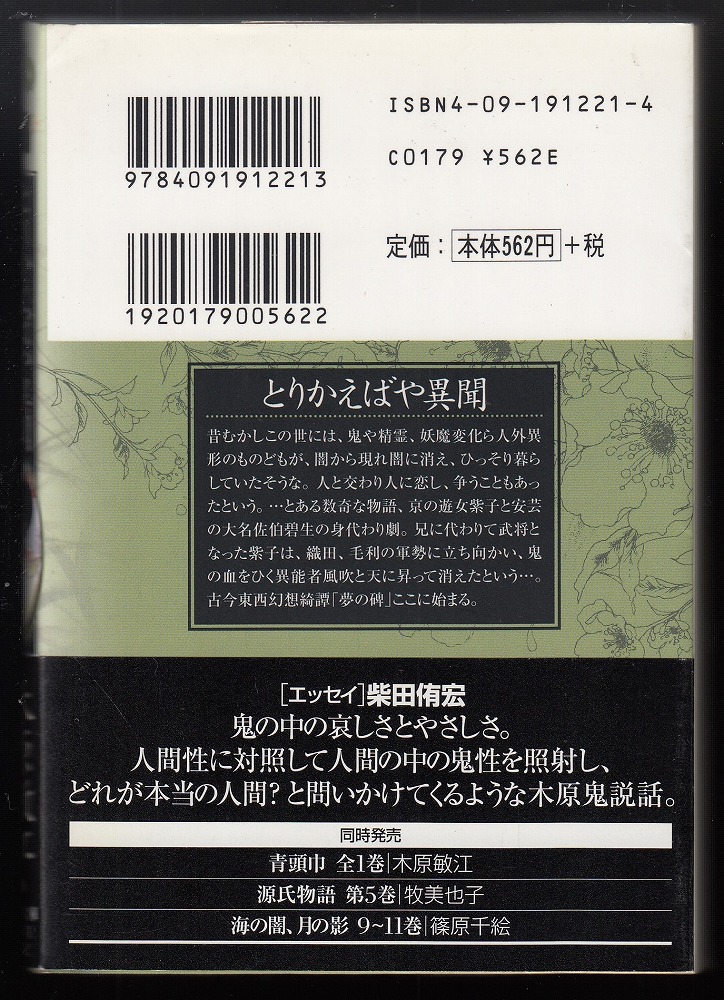 ISBN4-09-191221-4
9784091912213
C0179 ¥562E
定価：本体562円＋税
1920179005622
とりかえばや異聞
昔むかしこの世には、鬼や精霊、妖魔変化ら人外異
形のものどもが、闇から現れ闇に消え、ひっそり暮ら
していたそうな。人と交わり人に恋し、争うこともあっ
たという。…とある数奇な物語、京の遊女紫子と安芸
の大名佐伯碧生の身代わり劇。兄に代わりて武将と
なった紫子は、織田、毛利の軍勢に立ち向かい、鬼
の血をひく異能者風吹と天に昇って消えたという…。
古今東西幻想綺譚「夢の碑」ここに始まる。
［エッセイ］柴田侑宏
鬼の中の哀しさとやさしさ。
人間性に対照して人間の中の鬼性を照射し、
どれが本当の人間？と問いかけてくるような木原鬼説話。
同時発売
青頭巾 全1巻|木原敏江
源氏物語 第5巻|牧美也子
海の闇、月の影 9〜11巻|篠原千絵